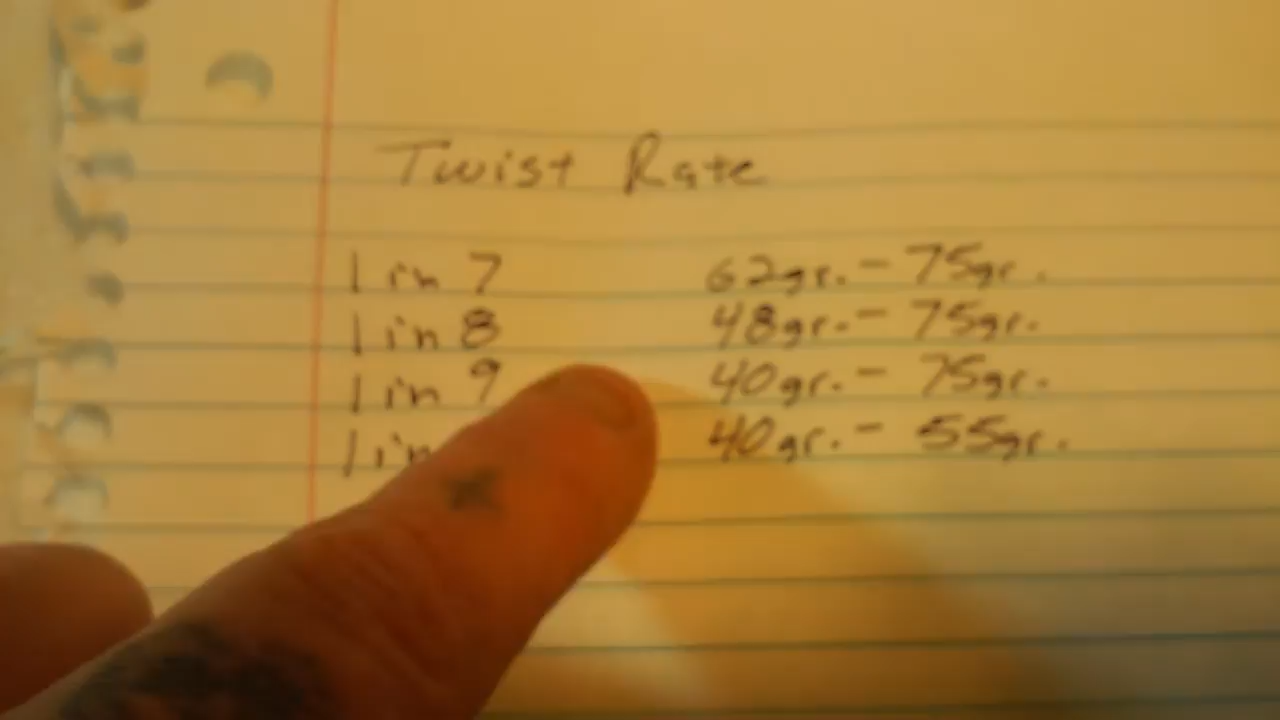 Twist Rate
1 in 7 62gr. - 75gr.
1 in 8 48gr. - 75gr.
1 in 9 40gr. - 75gr.
1 in 40gr. - 55gr.